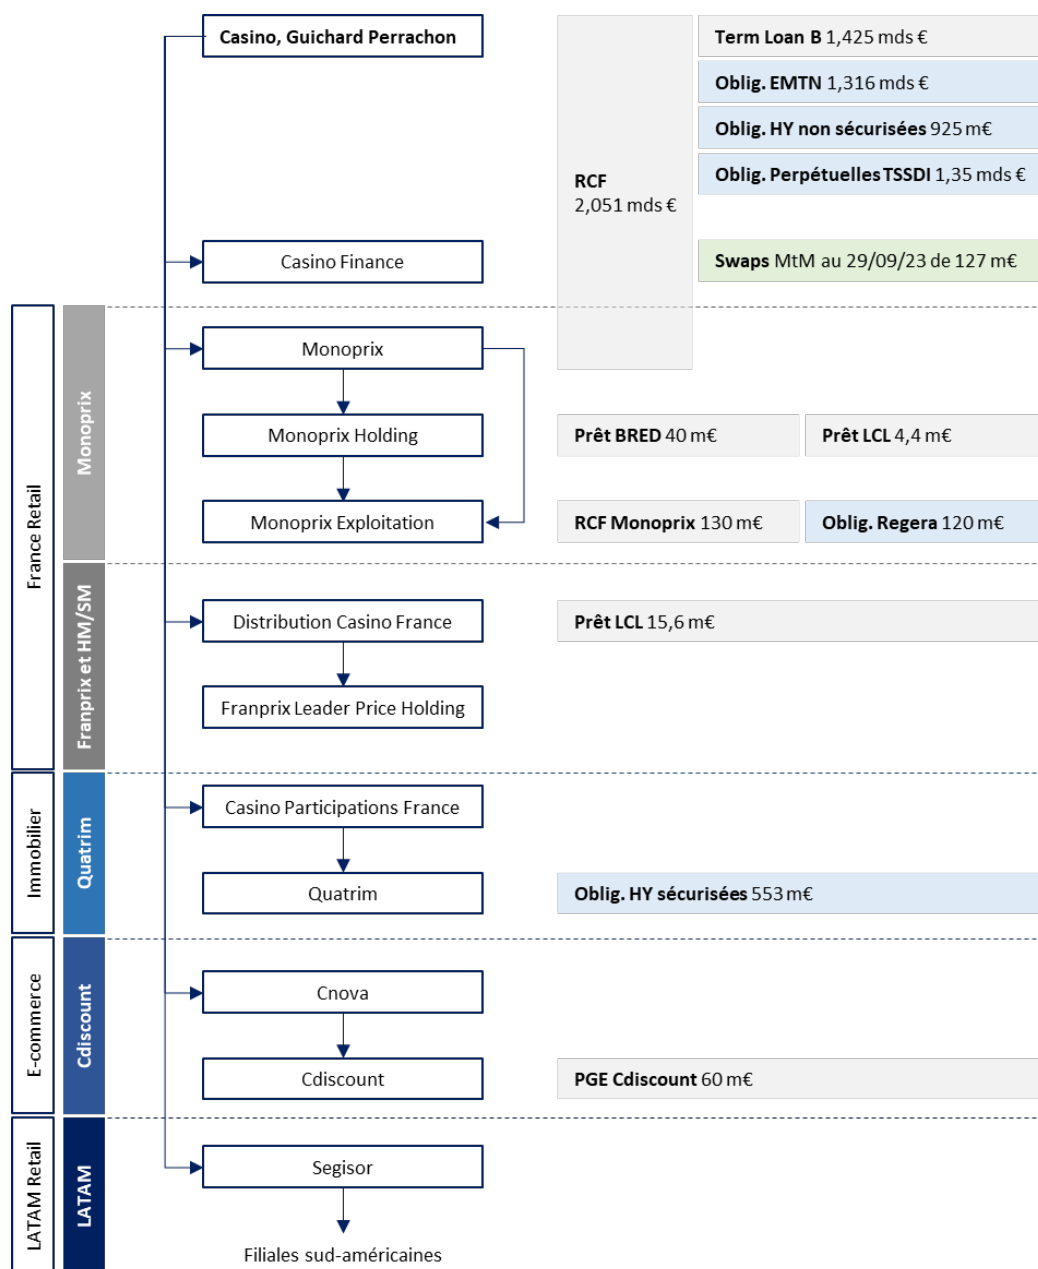 Casino, Guichard Perrachon
Term Loan B 1,425 mds €
Oblig. EMTN 1,316 mds €
Oblig. HY non sécurisées 925 m€
Oblig. Perpétuelles TSSDI 1,35 mds €
RCF
2,051 mds €
Casino Finance
Swaps MtM au 29/09/23 de 127 m€
France Retail
Monoprix
Monoprix
Monoprix Holding
Prêt BRED 40 m€
Prêt LCL 4,4 m€
Monoprix Exploitation
RCF Monoprix 130 m€
Oblig. Regera 120 m€
Franprix et HM/SM
Distribution Casino France
Prêt LCL 15,6 m€
Franprix Leader Price Holding
Immobilier
Quatrim
Casino Participations France
Quatrim
Oblig. HY sécurisées 553 m€
E-commerce
Cdiscount
Cnova
Cdiscount
PGE Cdiscount 60 m€
LATAM Retail
LATAM
Segisor
Filiales sud-américaines